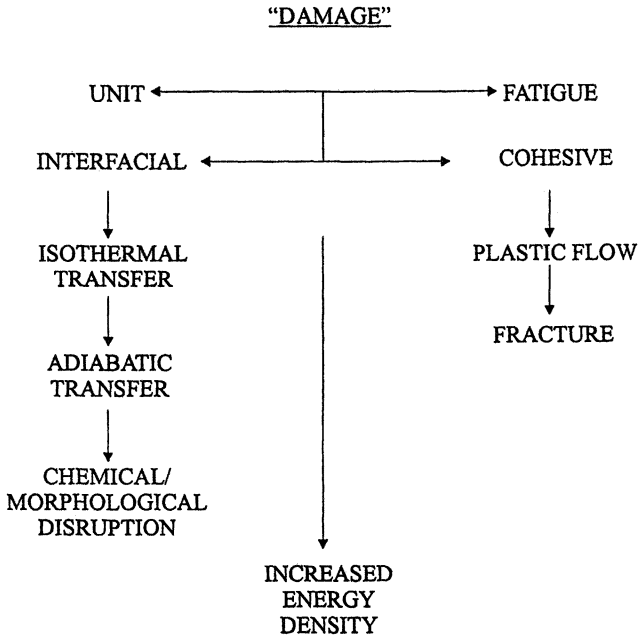 "DAMAGE"
UNIT
FATIGUE
INTERFACIAL
COHESIVE
ISOTHERMAL
TRANSFER
PLASTIC FLOW
FRACTURE
ADIABATIC
TRANSFER
CHEMICAL/
MORPHOLOGICAL
DISRUPTION
INCREASED
ENERGY
DENSITY